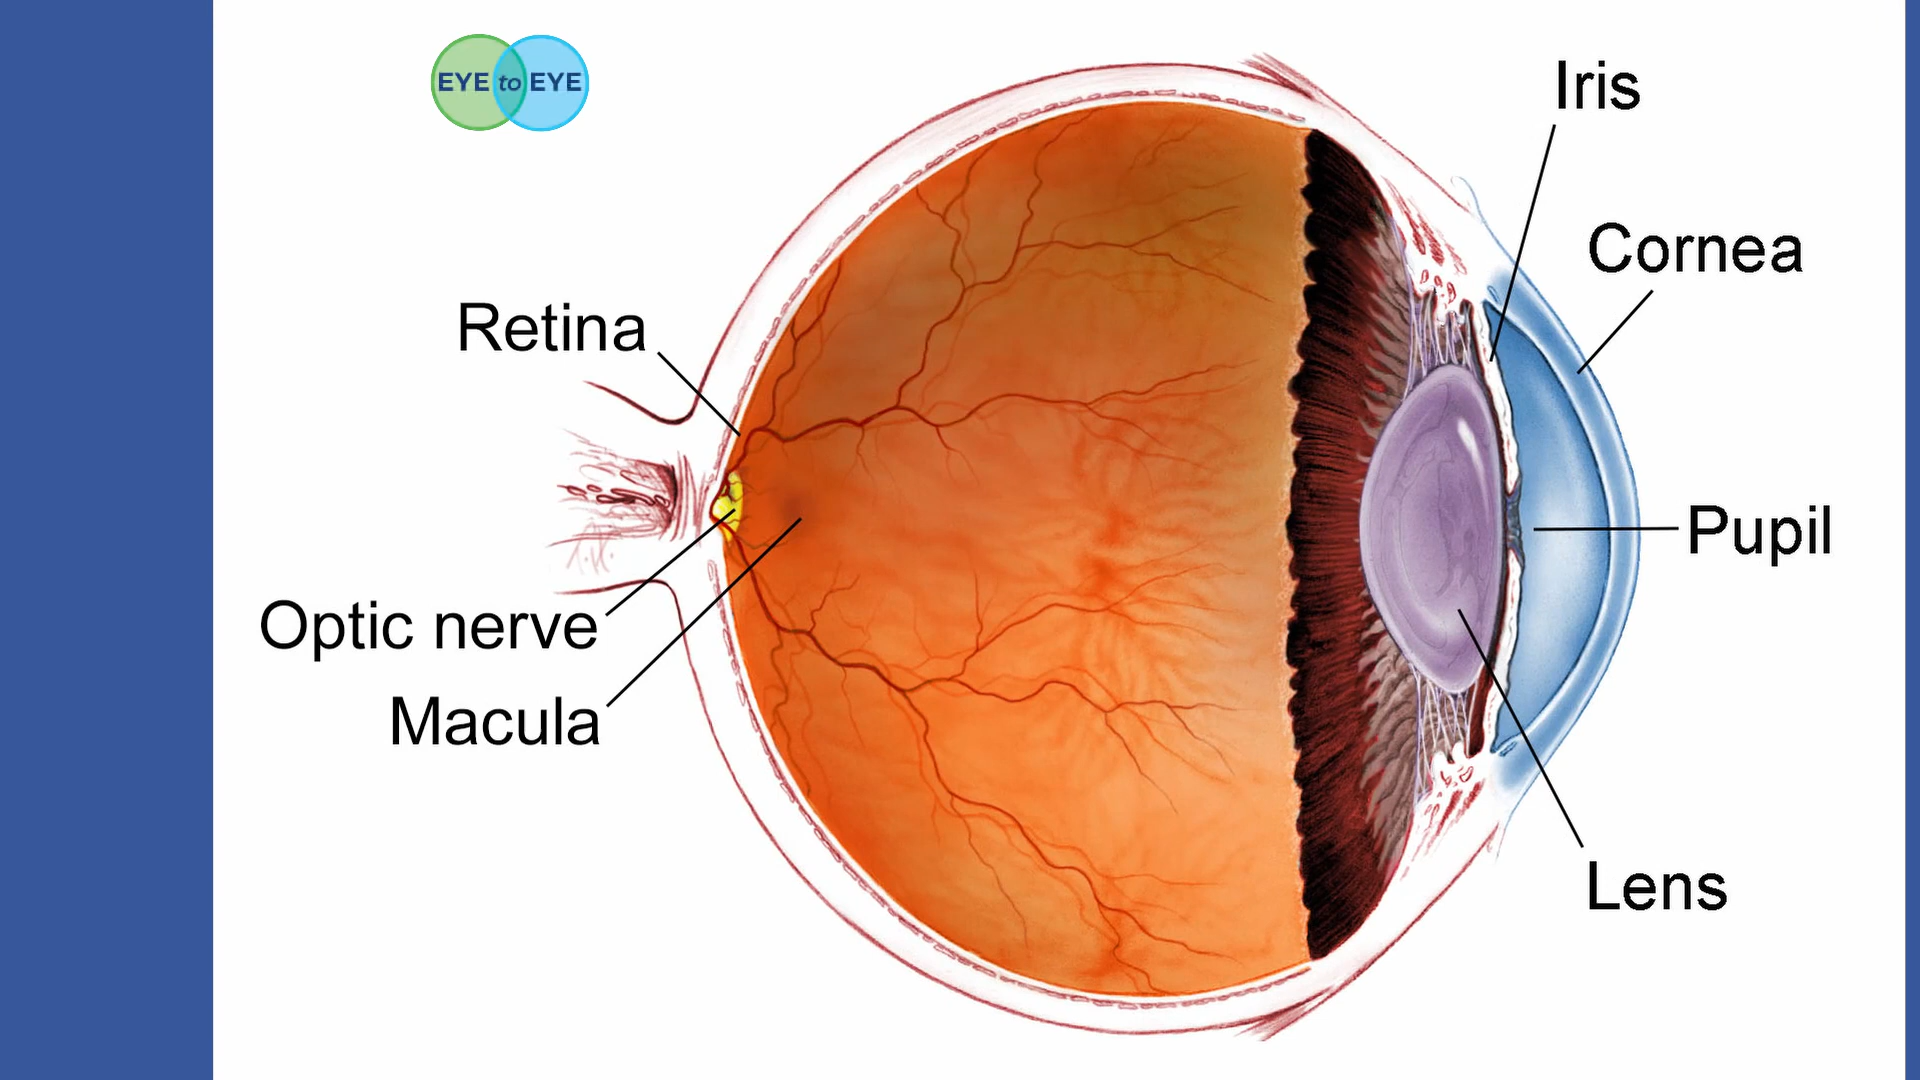 EYE to EYE
Iris
Cornea
Retina
Pupil
Optic nerve
Macula
Lens